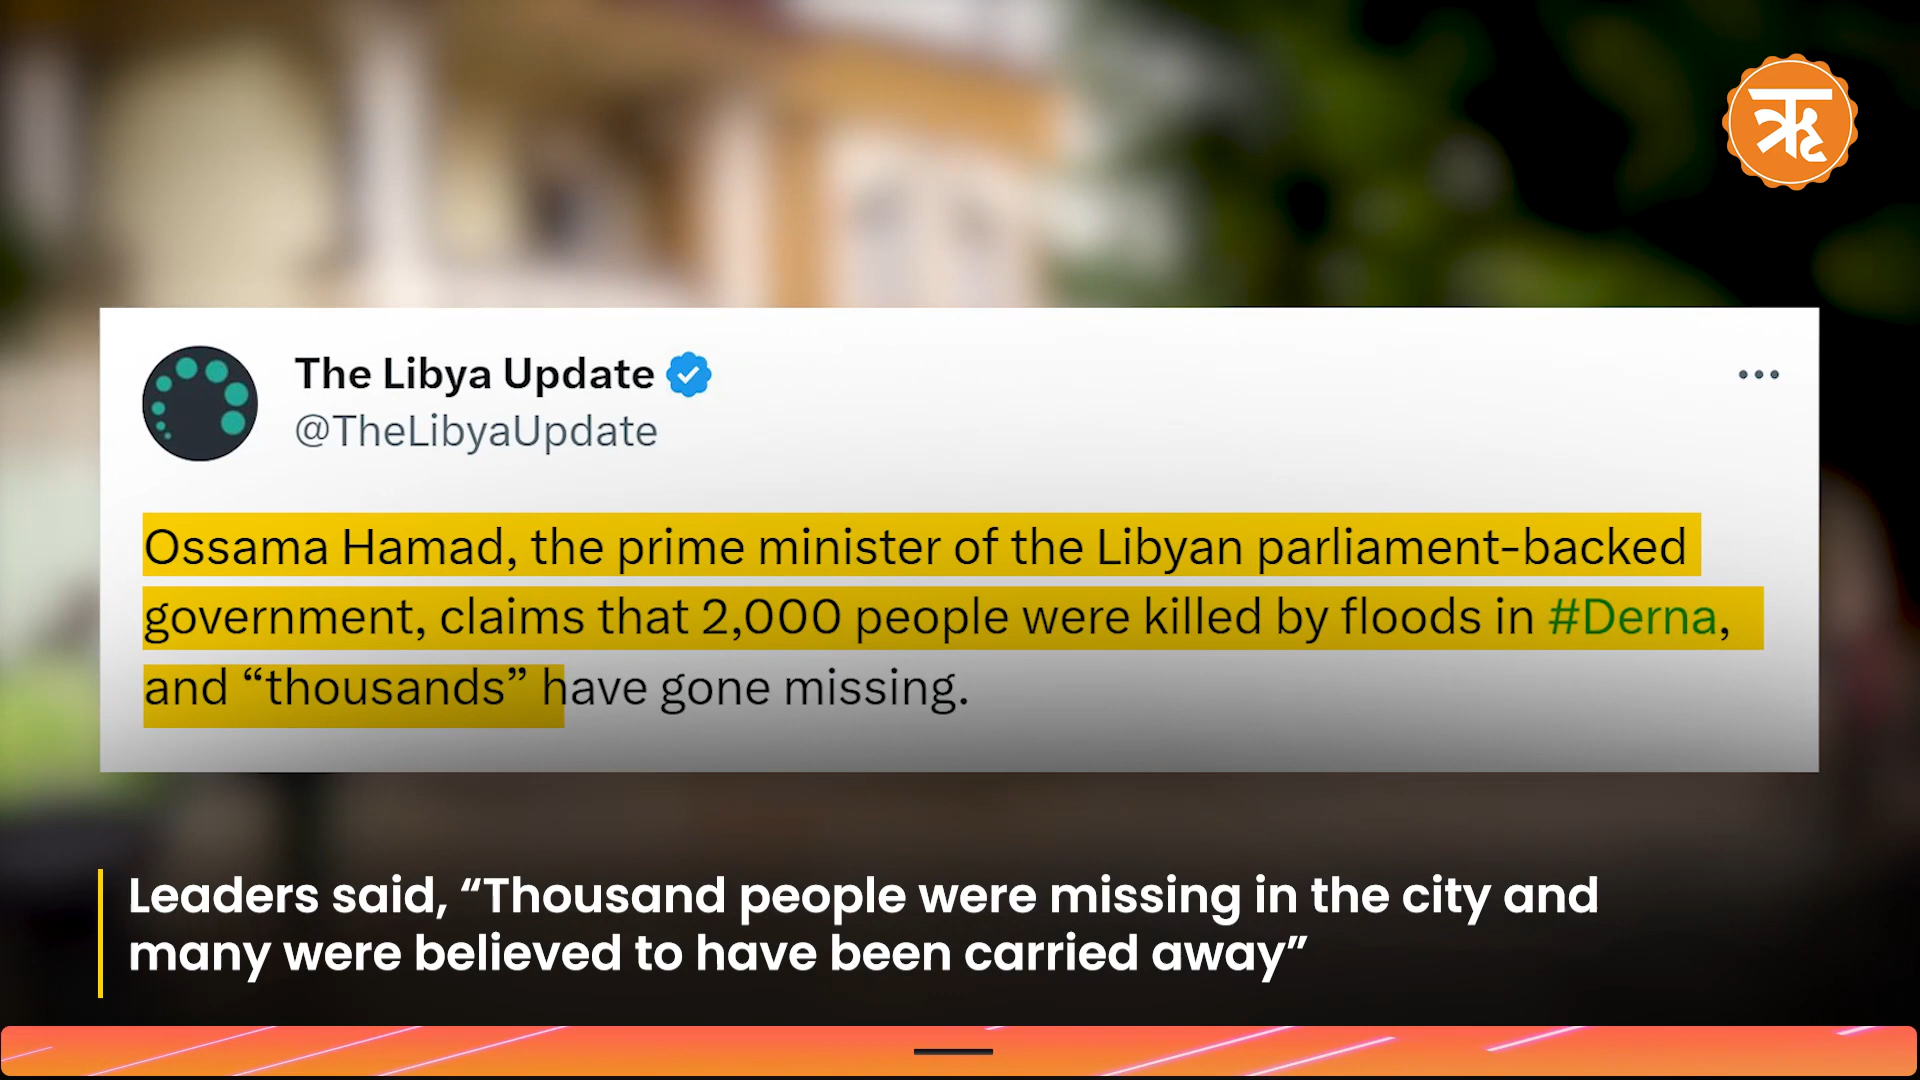 ऋ
The Libya Update
@TheLibyaUpdate
Ossama Hamad, the prime minister of the Libyan parliament-backed
government, claims that 2,000 people were killed by floods in #Derna,
and “thousands” have gone missing.
Leaders said, “Thousand people were missing in the city and
many were believed to have been carried away”